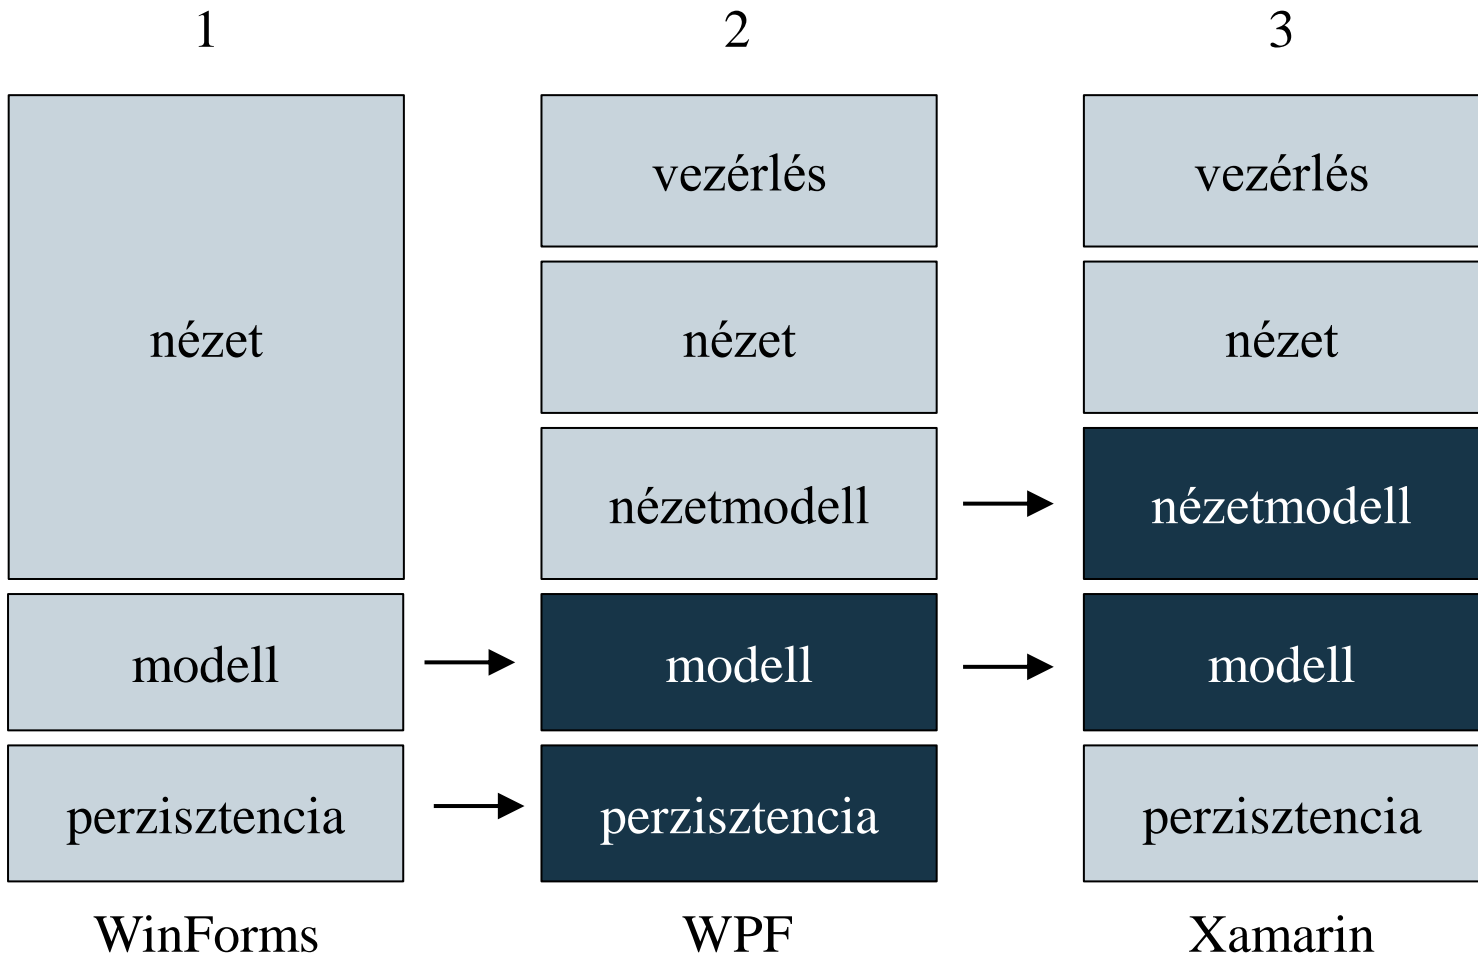 1
2
3
vezérlés
vezérlés
nézet
nézet
nézet
nézetmodell
nézetmodell
modell
modell
modell
perzisztencia
perzisztencia
perzisztencia
WinForms
WPF
Xamarin